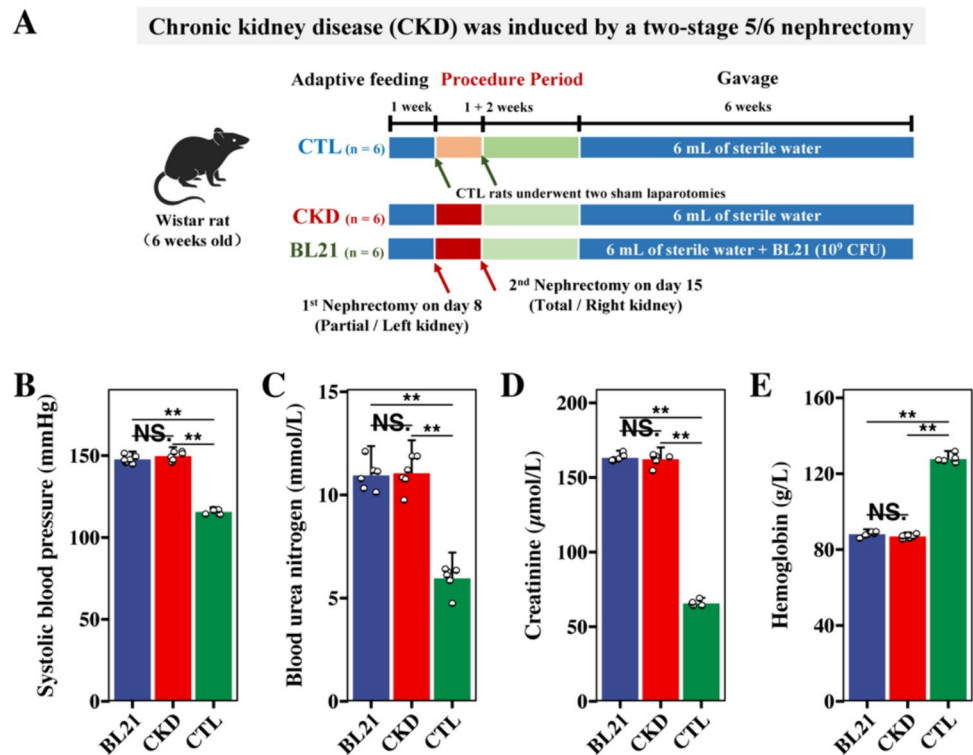 A
Chronic kidney disease (CKD) was induced by a two-stage 5/6 nephrectomy
Adaptive feeding Procedure Period Gavage
1 week 1 + 2 weeks 6 weeks
CTL (n = 6) 6 mL of sterile water
CTL rats underwent two sham laparotomies
Wistar rat
（6 weeks old）
CKD (n = 6) 6 mL of sterile water
BL21 (n = 6) 6 mL of sterile water + BL21 (10⁹ CFU)
1st Nephrectomy on day 8
(Partial / Left kidney)
2nd Nephrectomy on day 15
(Total / Right kidney)
B
Systolic blood pressure (mmHg)
150
100
50
0
**
NS.
**
BL21 CKD CTL
C
Blood urea nitrogen (mmol/L)
15
10
5
0
**
NS.
**
BL21 CKD CTL
D
Creatinine (μmol/L)
200
150
100
50
0
**
NS.
**
BL21 CKD CTL
E
Hemoglobin (g/L)
160
120
80
40
0
**
**
NS.
BL21 CKD CTL